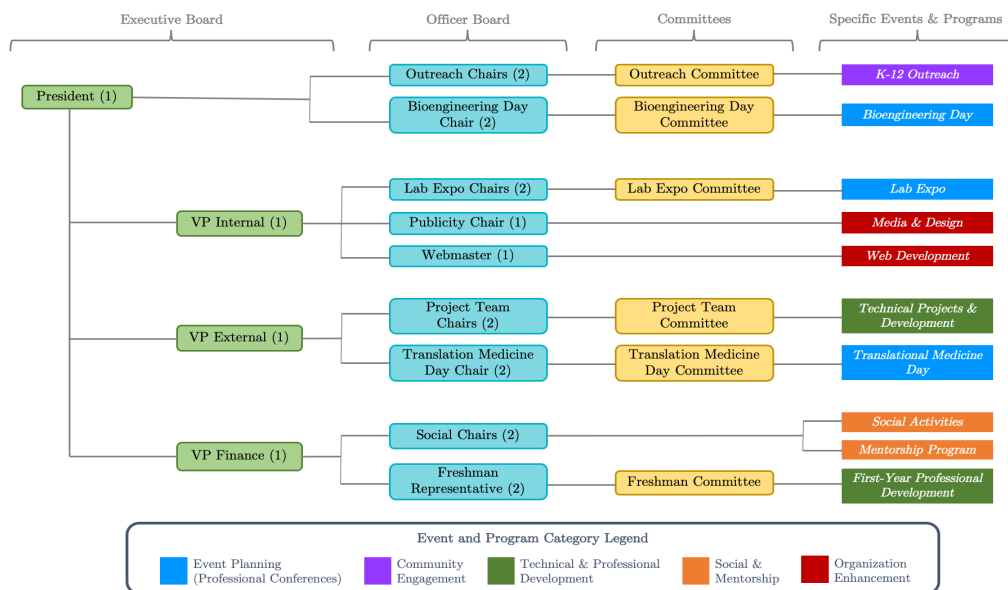 Executive Board
Officer Board
Committees
Specific Events & Programs
President (1)
Outreach Chairs (2)
Outreach Committee
K-12 Outreach
Bioengineering Day
Chair (2)
Bioengineering Day
Committee
Bioengineering Day
VP Internal (1)
Lab Expo Chairs (2)
Lab Expo Committee
Lab Expo
Publicity Chair (1)
Media & Design
Webmaster (1)
Web Development
VP External (1)
Project Team
Chairs (2)
Project Team
Committee
Technical Projects &
Development
Translation Medicine
Day Chair (2)
Translation Medicine
Day Committee
Translational Medicine
Day
VP Finance (1)
Social Chairs (2)
Social Activities
Mentorship Program
Freshman
Representative (2)
Freshman Committee
First-Year Professional
Development
Event and Program Category Legend
Event Planning
(Professional Conferences)
Community
Engagement
Technical & Professional
Development
Social &
Mentorship
Organization
Enhancement